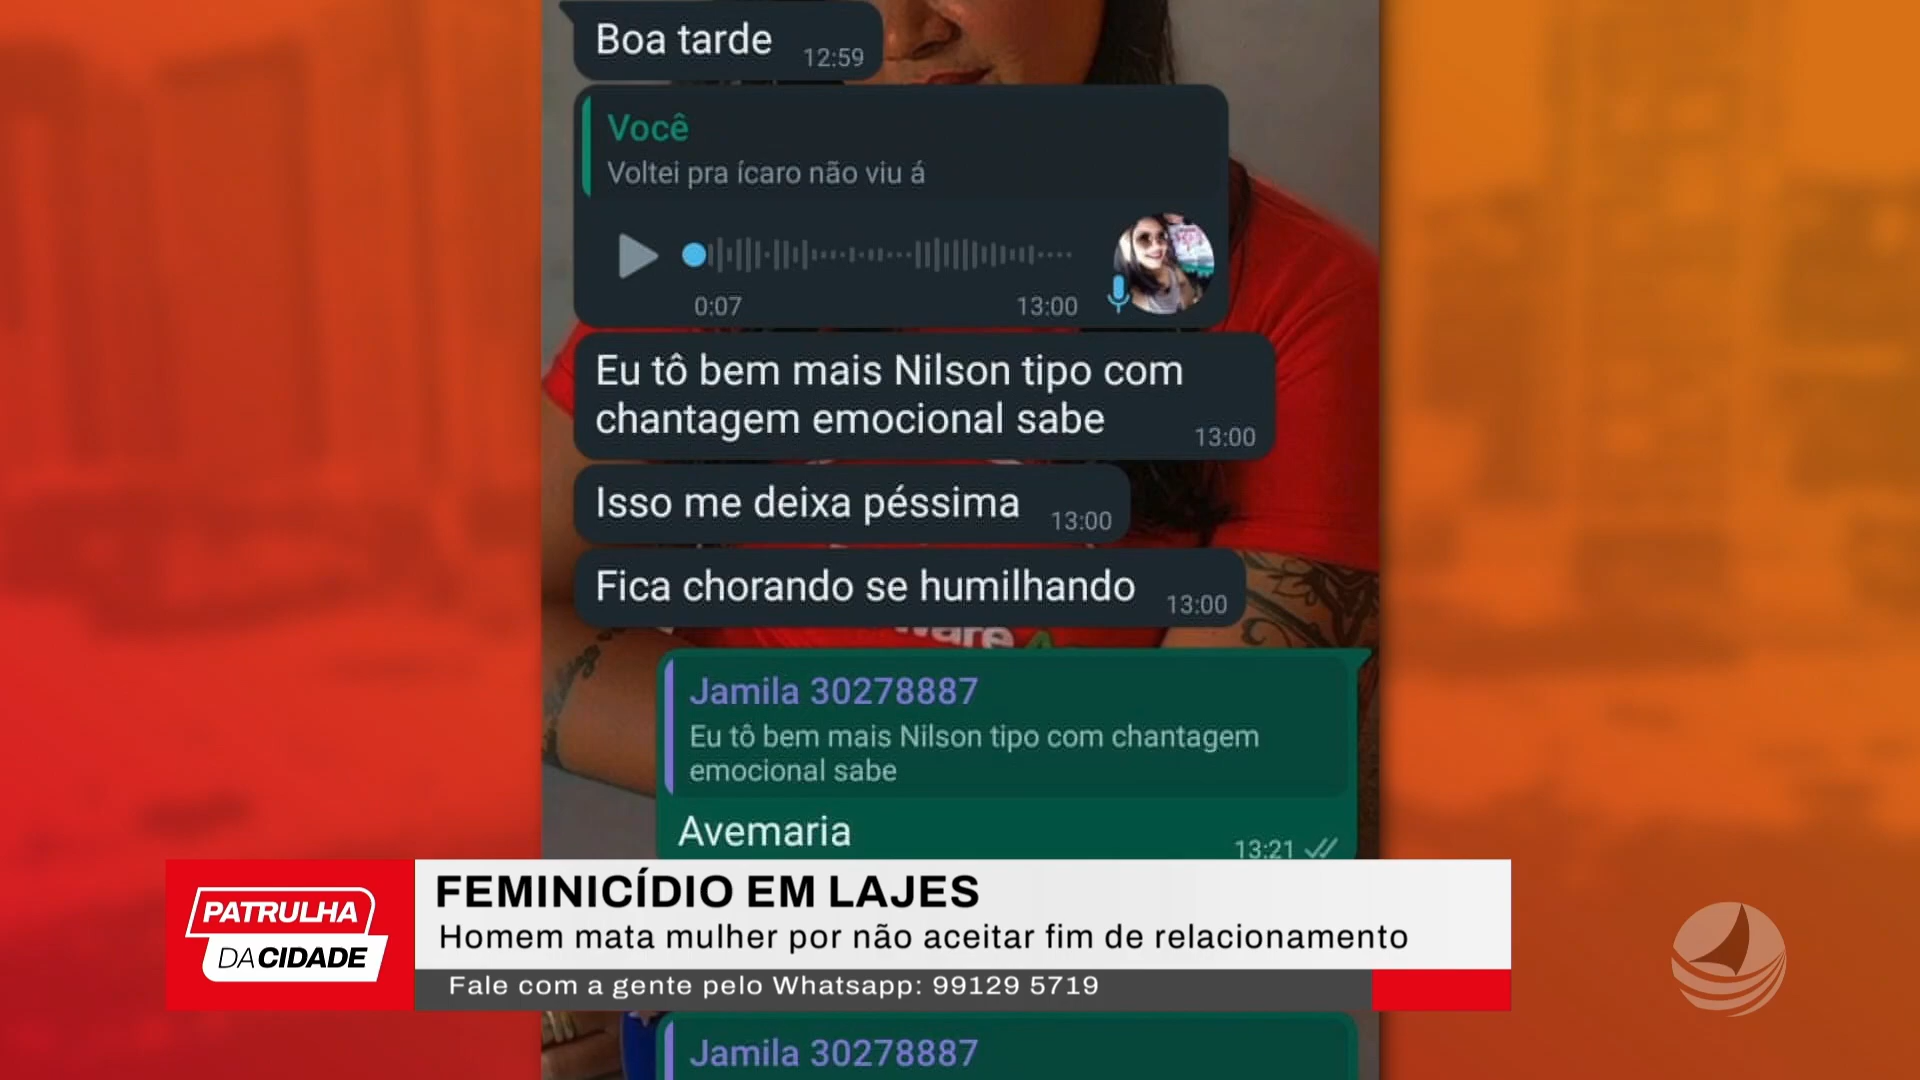 Boa tarde
12:59
Você
Voltei pra ícaro não viu á
0:07
13:00
Eu tô bem mais Nilson tipo com
chantagem emocional sabe
13:00
Isso me deixa péssima
13:00
Fica chorando se humilhando
13:00
Jamila 30278887
Eu tô bem mais Nilson tipo com chantagem
emocional sabe
Avemaria
13:21
PATRULHA
DA CIDADE
FEMINICÍDIO EM LAJES
Homem mata mulher por não aceitar fim de relacionamento
Fale com a gente pelo Whatsapp: 99129 5719
Jamila 30278887